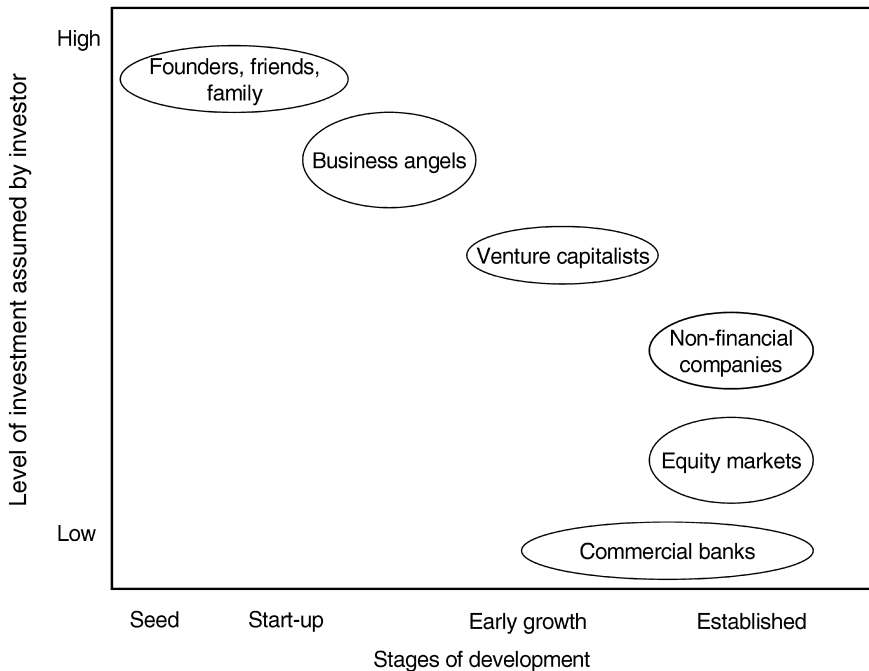 High
Founders, friends,
family
Business angels
Level of investment assumed by investor
Venture capitalists
Non-financial
companies
Equity markets
Low
Commercial banks
Seed
Start-up
Early growth
Established
Stages of development